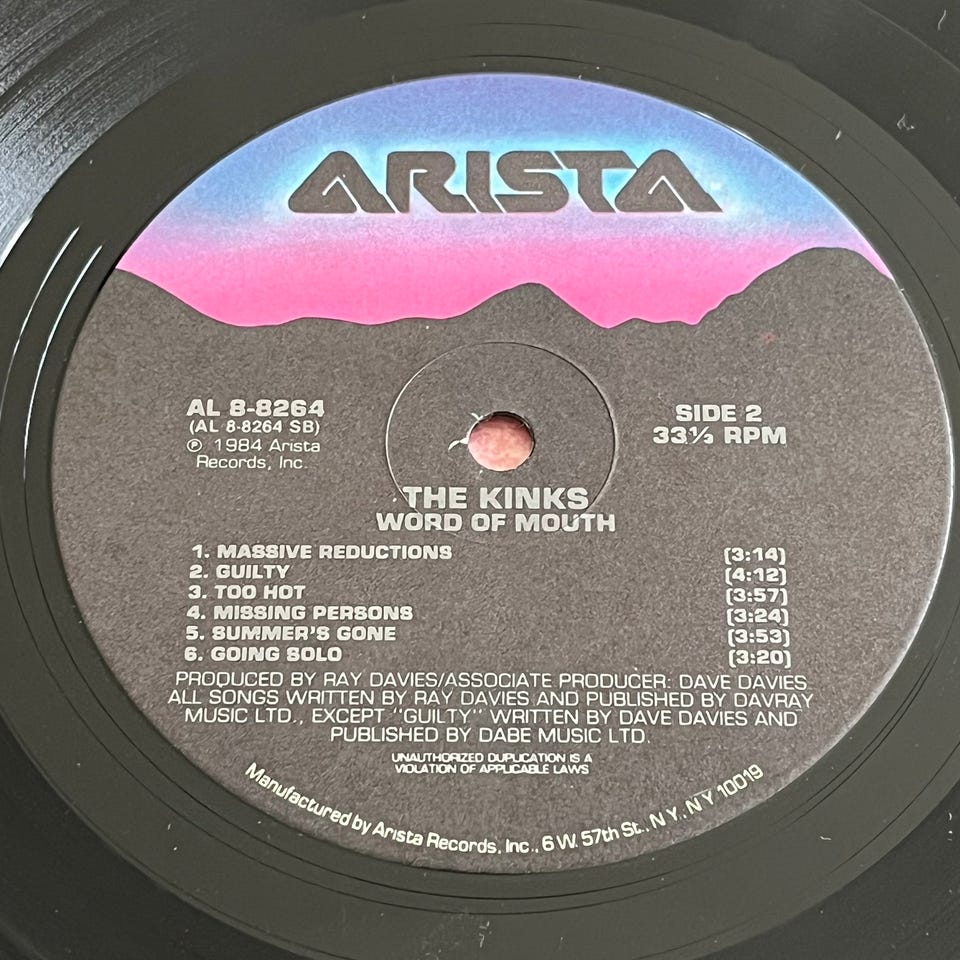 ARISTA
AL 8-8264
(AL 8-8264 SB)
℗ 1984 Arista
Records, Inc.
SIDE 2
33⅓ RPM
THE KINKS
WORD OF MOUTH
1. MASSIVE REDUCTIONS [3:14]
2. GUILTY [4:12]
3. TOO HOT [3:57]
4. MISSING PERSONS [3:24]
5. SUMMER'S GONE [3:53]
6. GOING SOLO [3:20]
PRODUCED BY RAY DAVIES/ASSOCIATE PRODUCER: DAVE DAVIES
ALL SONGS WRITTEN BY RAY DAVIES AND PUBLISHED BY DAVRAY
MUSIC LTD., EXCEPT "GUILTY" WRITTEN BY DAVE DAVIES AND
PUBLISHED BY DABE MUSIC LTD.
UNAUTHORIZED DUPLICATION IS A
VIOLATION OF APPLICABLE LAWS
Manufactured by Arista Records, Inc., 6 W. 57th St., N.Y., N.Y. 10019